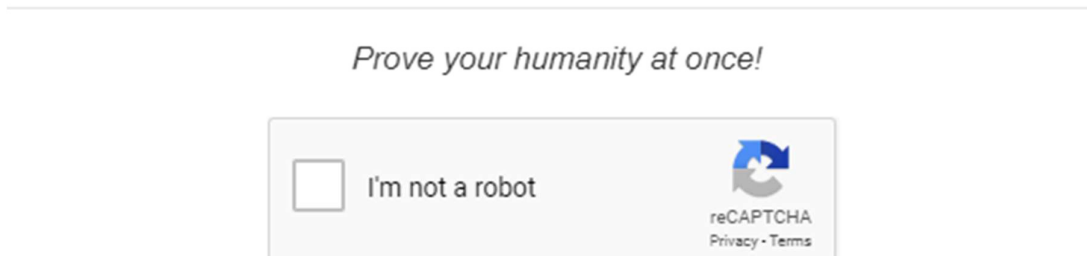 Prove your humanity at once!
I'm not a robot
reCAPTCHA
Privacy - Terms